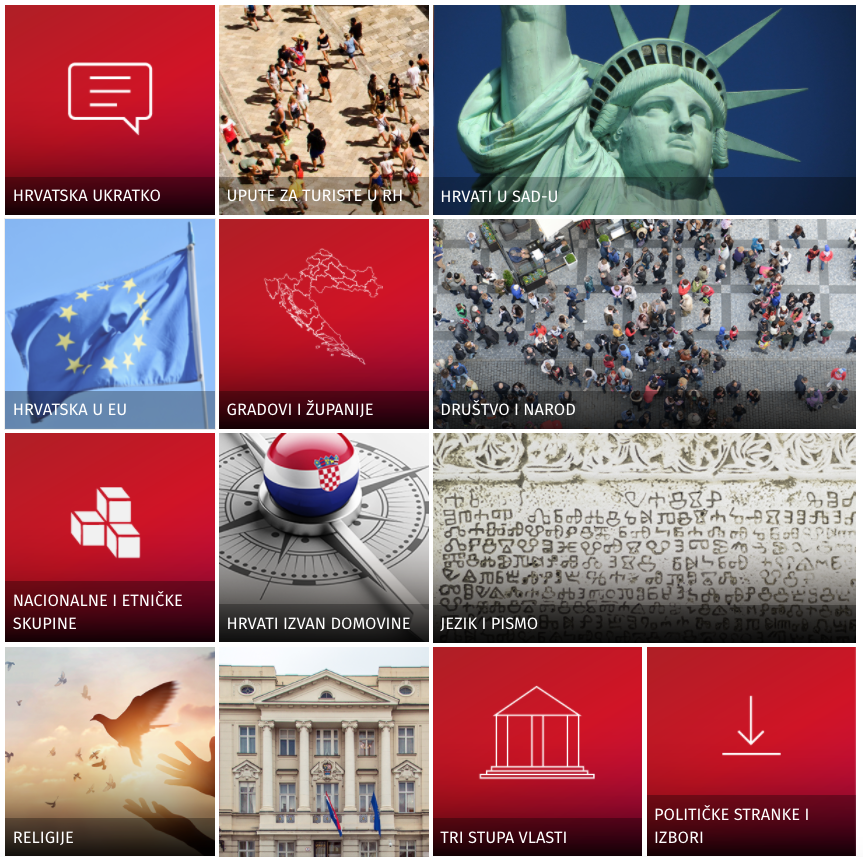 HRVATSKA UKRATKO
UPUTE ZA TURISTE U RH
HRVATI U SAD-U
HRVATSKA U EU
GRADOVI I ŽUPANIJE
DRUŠTVO I NAROD
NACIONALNE I ETNIČKE
SKUPINE
HRVATI IZVAN DOMOVINE
JEZIK I PISMO
RELIGIJE
TRI STUPA VLASTI
POLITIČKE STRANKE I
IZBORI